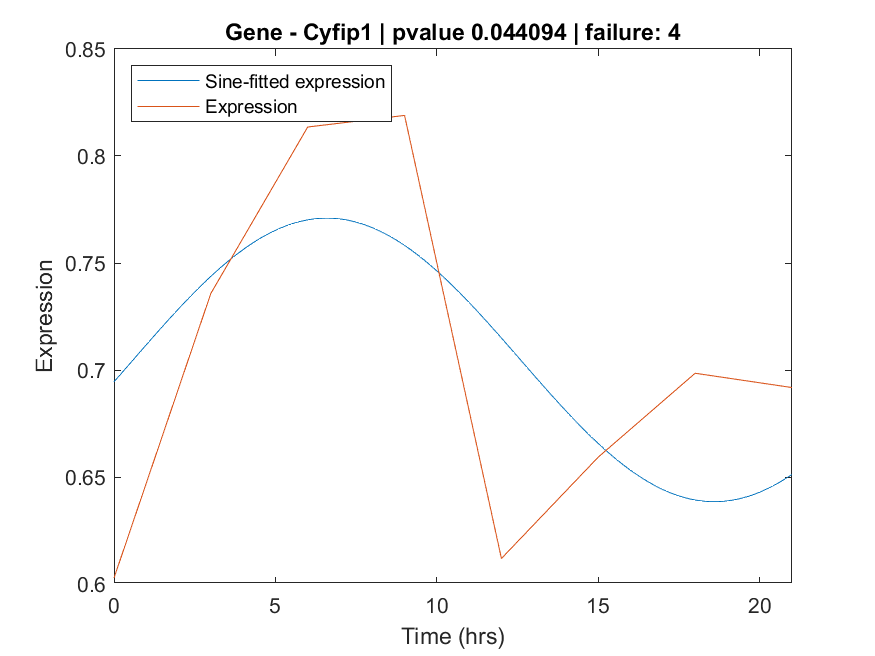 Gene - Cyfip1 | pvalue 0.044094 | failure: 4
0.85
Sine-fitted expression
Expression
0.8
0.75
0.7
0.65
0.6
Expression
0
5
10
15
20
Time (hrs)